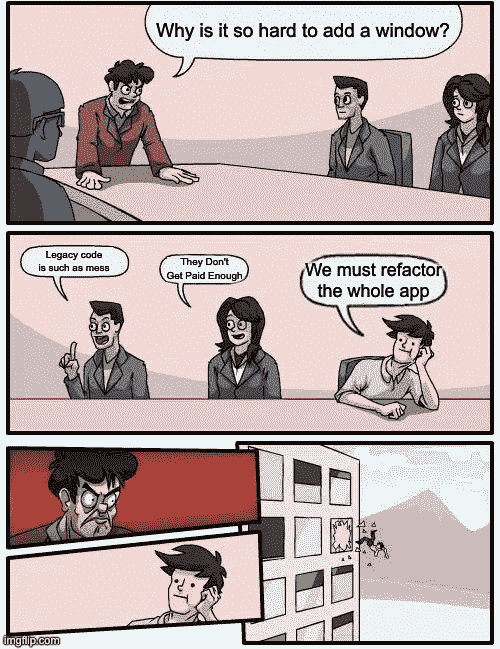 Why is it so hard to add a window?
Legacy code
is such as mess
They Don't
Get Paid Enough
We must refactor
the whole app
imgflip.com